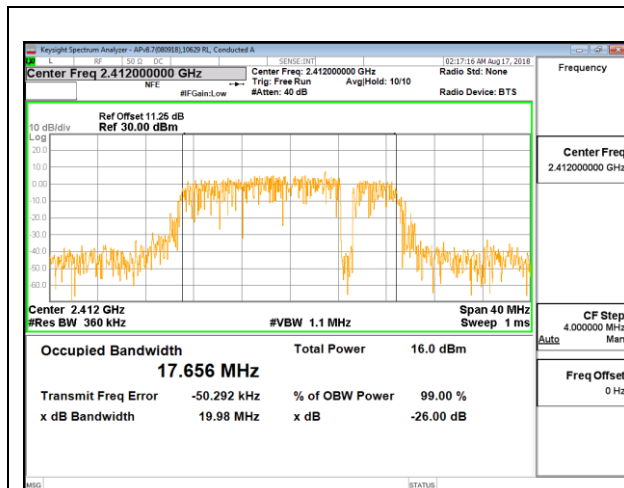 Keysight Spectrum Analyzer - APv8.7(080918),10629 RL, Conducted A
L RF 50 Ω DC SENSE:INT 02:17:16 AM Aug 17, 2018
Center Freq 2.412000000 GHz
Center Freq: 2.412000000 GHz
Radio Std: None
NFE
Trig: Free Run Avg|Hold: 10/10
#IFGain:Low
#Atten: 40 dB
Radio Device: BTS
Frequency
Ref Offset 11.25 dB
10 dB/div Ref 30.00 dBm
Log
20.0
10.0
0.00
-10.0
-20.0
-30.0
-40.0
-50.0
-60.0
Center Freq
2.412000000 GHz
Center 2.412 GHz Span 40 MHz
#Res BW 360 kHz #VBW 1.1 MHz Sweep 1 ms
CF Step
4.000000 MHz
Auto Man
Freq Offset
0 Hz
Occupied Bandwidth Total Power 16.0 dBm
17.656 MHz
Transmit Freq Error -50.292 kHz % of OBW Power 99.00 %
x dB Bandwidth 19.98 MHz x dB -26.00 dB
MSG STATUS